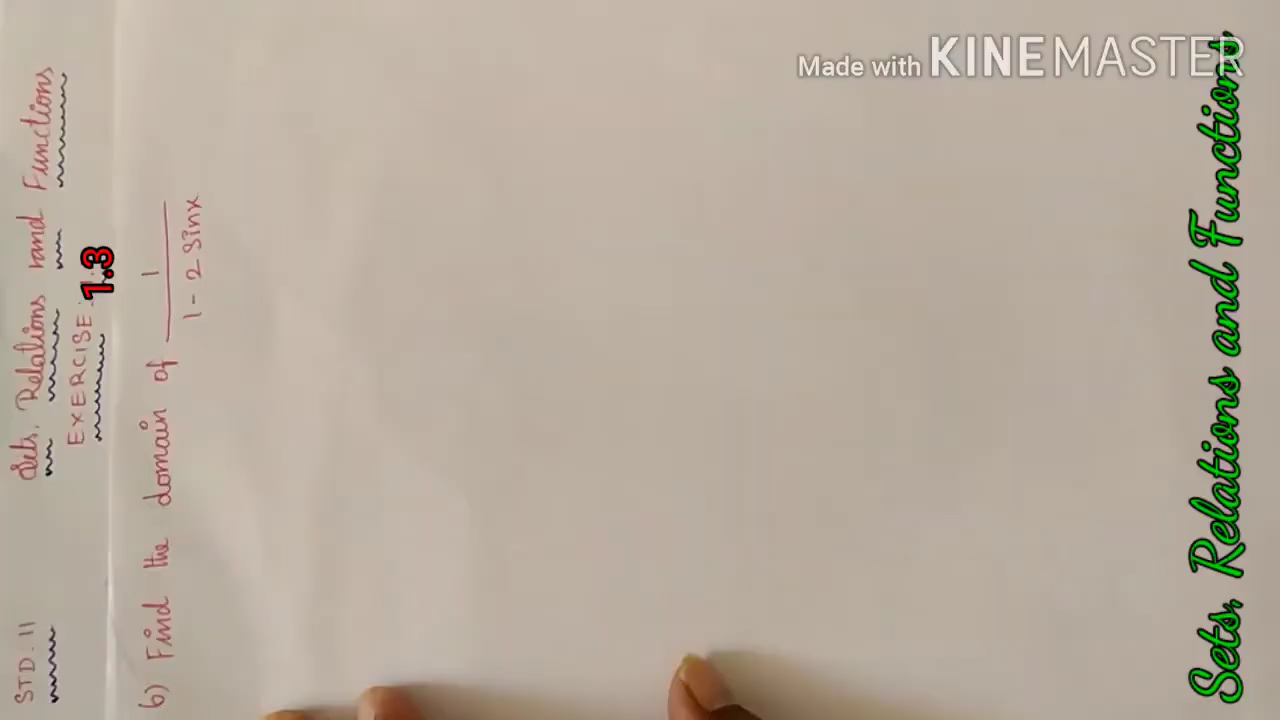 STD. 11 Sets, Relations and Functions
EXERCISE 1.3
6) Find the domain of 1
1 - 2 sinx
Made with KINEMASTER
Sets, Relations and Functions